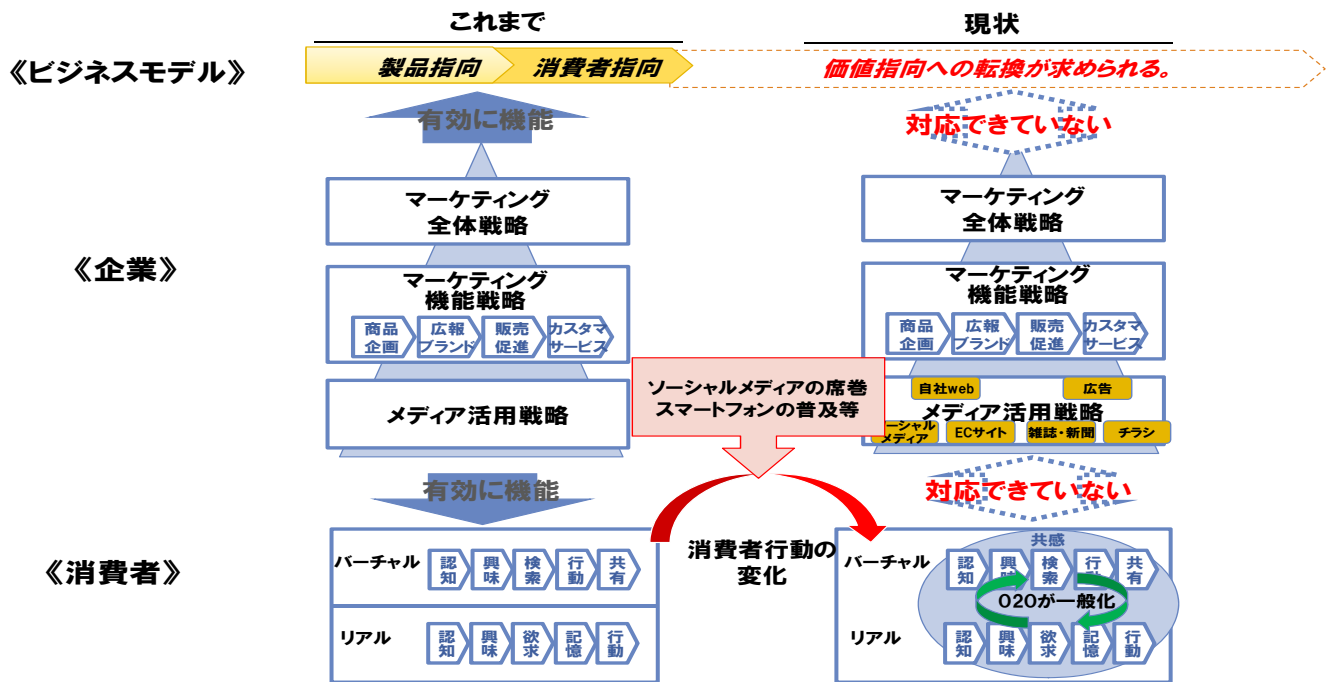 これまで
現状
《ビジネスモデル》
製品指向
消費者指向
価値指向への転換が求められる。
有効に機能
対応できていない
《企業》
マーケティング
全体戦略
マーケティング
機能戦略
商品
企画
広報
ブランド
販売
促進
カスタマ
サービス
メディア活用戦略
マーケティング
全体戦略
マーケティング
機能戦略
商品
企画
広報
ブランド
販売
促進
カスタマ
サービス
自社web
広告
メディア活用戦略
ーシャル
メディア
ECサイト
雑誌・新聞
チラシ
ソーシャルメディアの席巻
スマートフォンの普及等
有効に機能
対応できていない
《消費者》
バーチャル
認知
興味
検索
行動
共有
リアル
認知
興味
欲求
記憶
行動
消費者行動の
変化
共感
バーチャル
認知
興味
検索
行動
共有
O2Oが一般化
リアル
認知
興味
欲求
記憶
行動